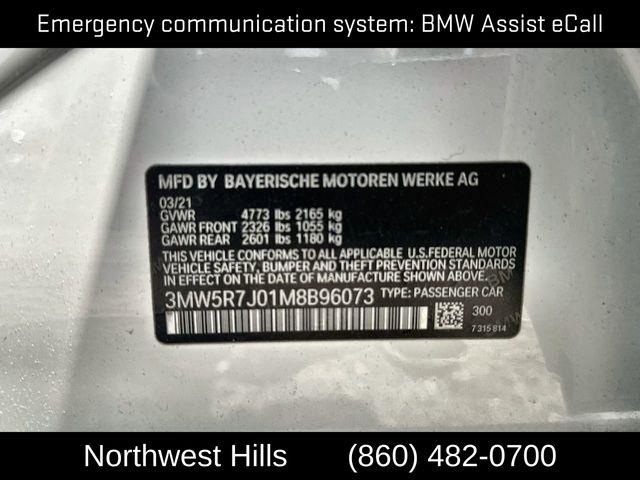 Emergency communication system: BMW Assist eCall
MFD BY BAYERISCHE MOTOREN WERKE AG
03/21
GVWR 4773 lbs 2165 kg
GAWR FRONT 2326 lbs 1055 kg
GAWR REAR 2601 lbs 1180 kg
THIS VEHICLE CONFORMS TO ALL APPLICABLE U.S.FEDERAL MOTOR
VEHICLE SAFETY, BUMPER AND THEFT PREVENTION STANDARDS
IN EFFECT ON THE DATE OF MANUFACTURE SHOWN ABOVE.
3MW5R7J01M8B96073 TYPE: PASSENGER CAR
300
7 315 814
Northwest Hills (860) 482-0700